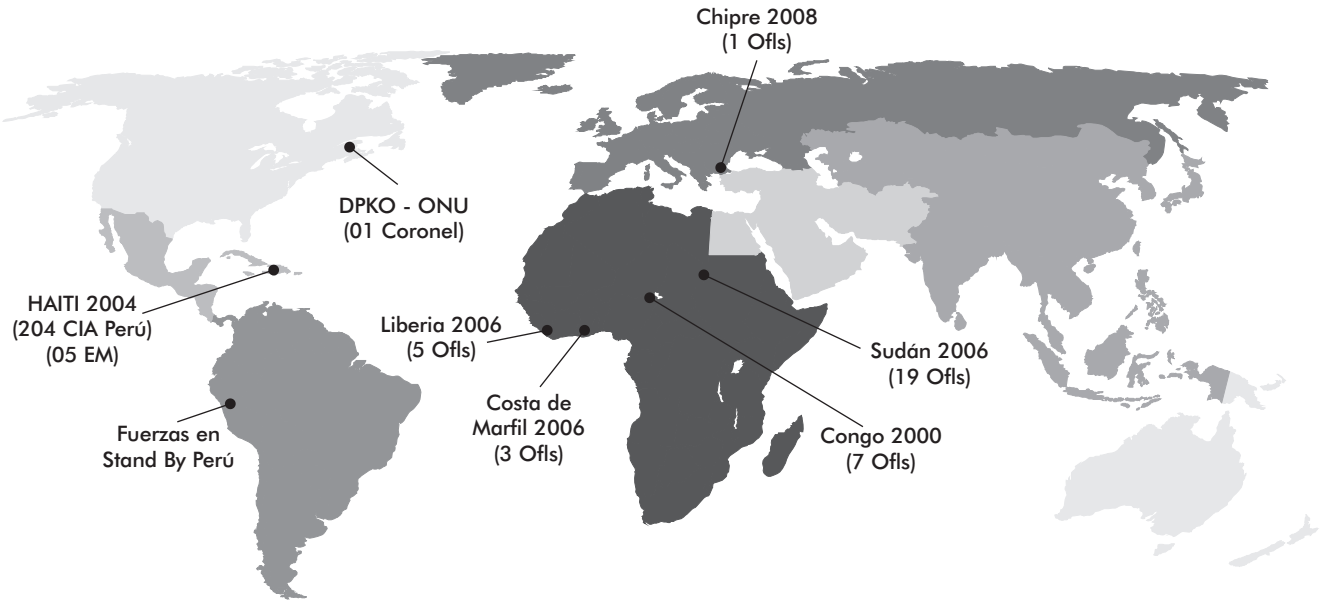 Chipre 2008
(1 Ofls)
DPKO - ONU
(01 Coronel)
HAITI 2004
(204 CIA Perú)
(05 EM)
Liberia 2006
(5 Ofls)
Sudán 2006
(19 Ofls)
Costa de
Marfil 2006
(3 Ofls)
Congo 2000
(7 Ofls)
Fuerzas en
Stand By Perú